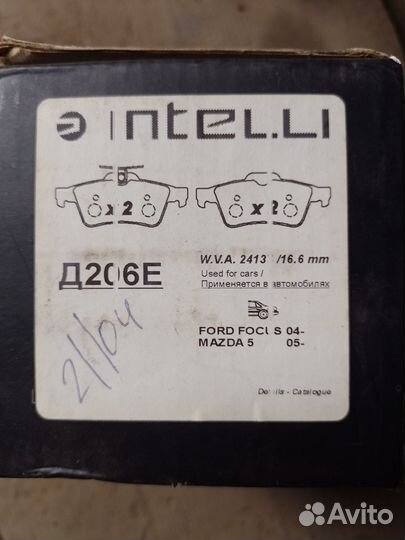 INTELLI
x2 x2
Д206E
W.V.A. 2413 /16.6 mm
Used for cars /
Применяется в автомобилях
FORD FOCUS 04-
MAZDA 5 05-
21/04
Details - Catalogue
Avito